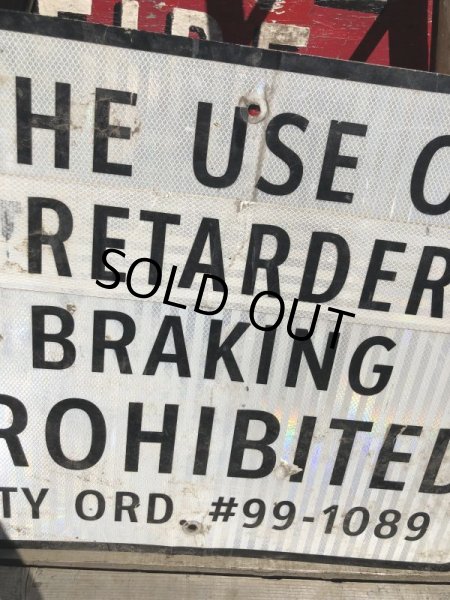 HE USE O
RETARDER
SOLD OUT
BRAKING
ROHIBITED
TY ORD #99-1089